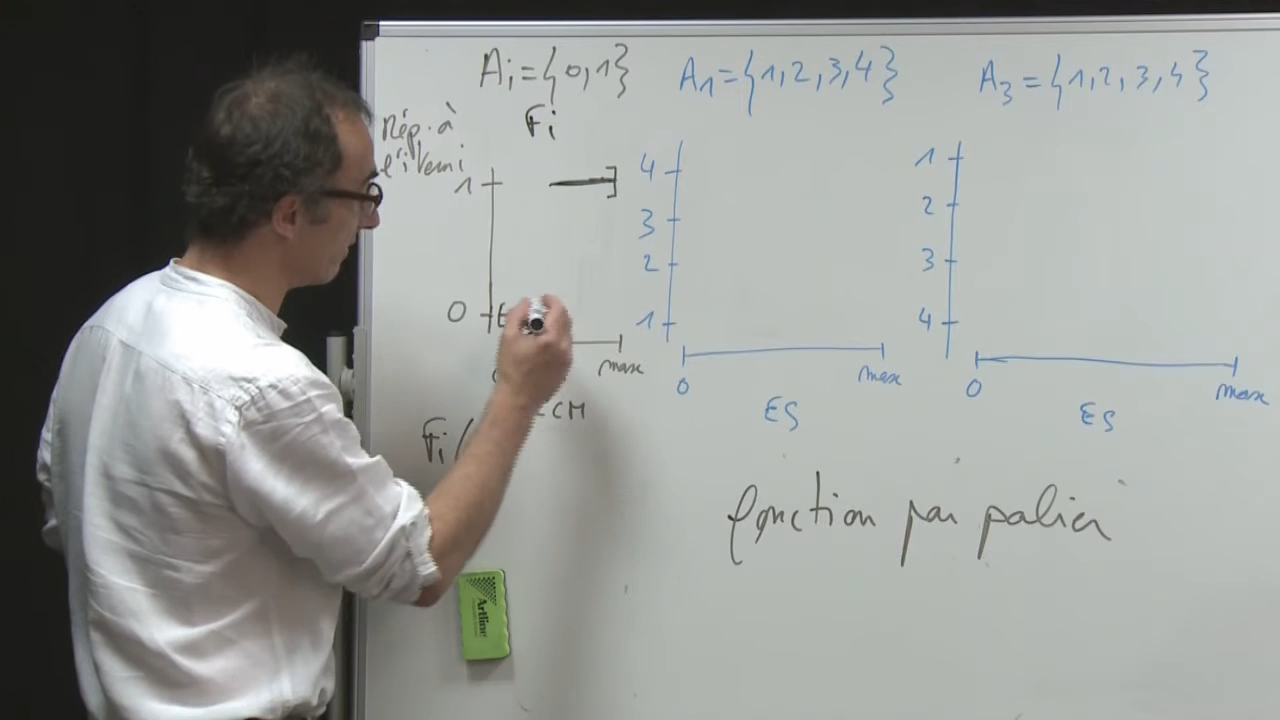 Ai={0,1} A1={1,2,3,4} A3={1,2,3,4}
Fi
Rép. à
l'item i
1 4 1
3 2
2 3
0 1 4
max 0 max 0 max
CM ES ES
Fi(
fonction par palier
Artline